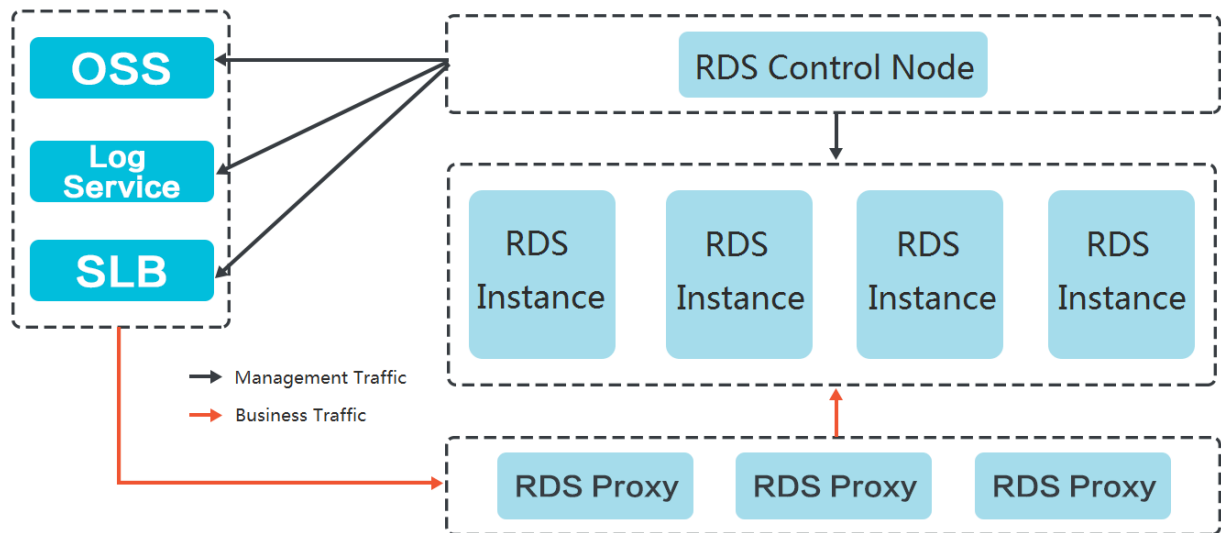 OSS
Log
Service
SLB
RDS Control Node
RDS
Instance
RDS
Instance
RDS
Instance
RDS
Instance
Management Traffic
Business Traffic
RDS Proxy
RDS Proxy
RDS Proxy